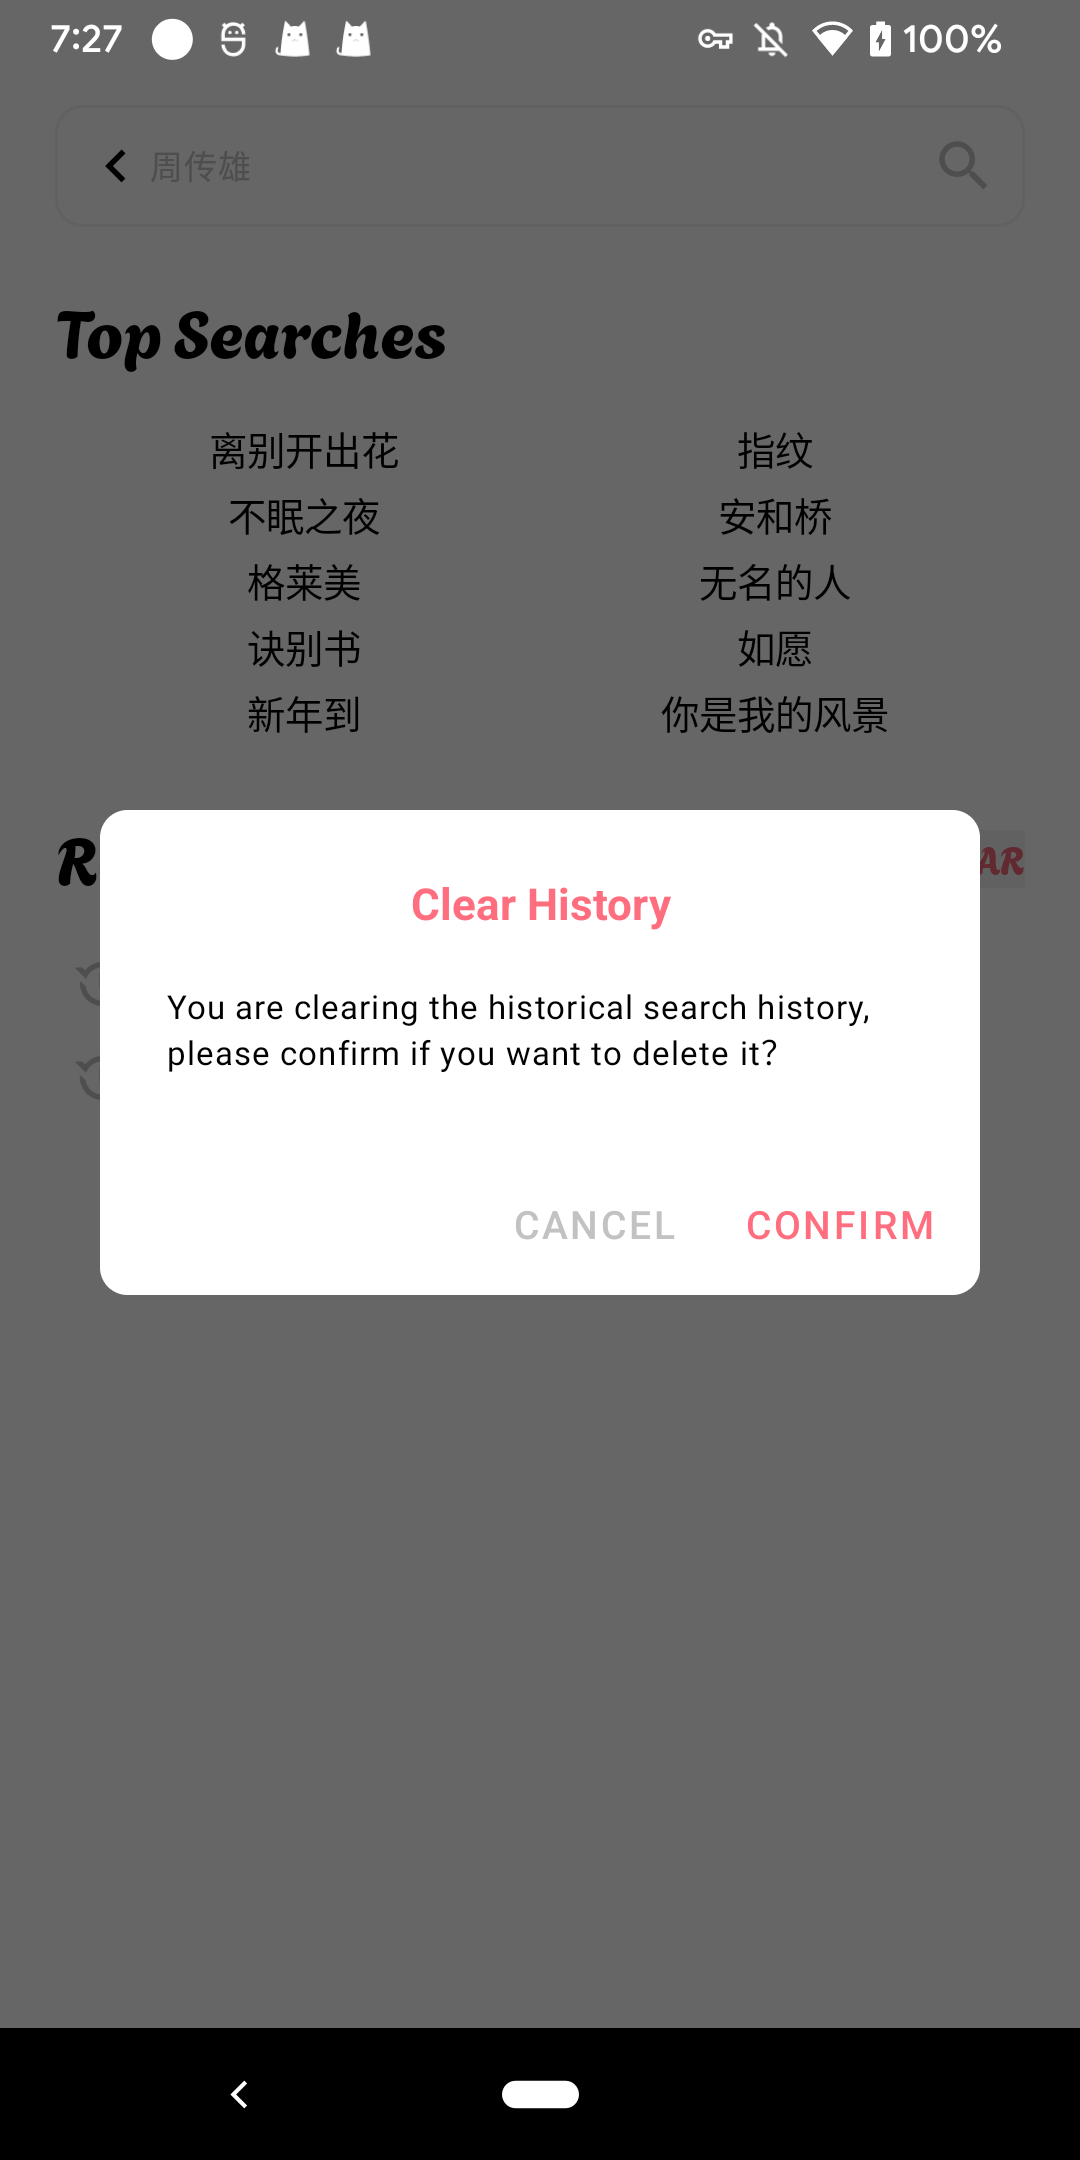 7:27
100%
周传雄
Top Searches
离别开出花 指纹
不眠之夜 安和桥
格莱美 无名的人
诀别书 如愿
新年到 你是我的风景
Clear History
You are clearing the historical search history,
please confirm if you want to delete it?
CANCEL CONFIRM